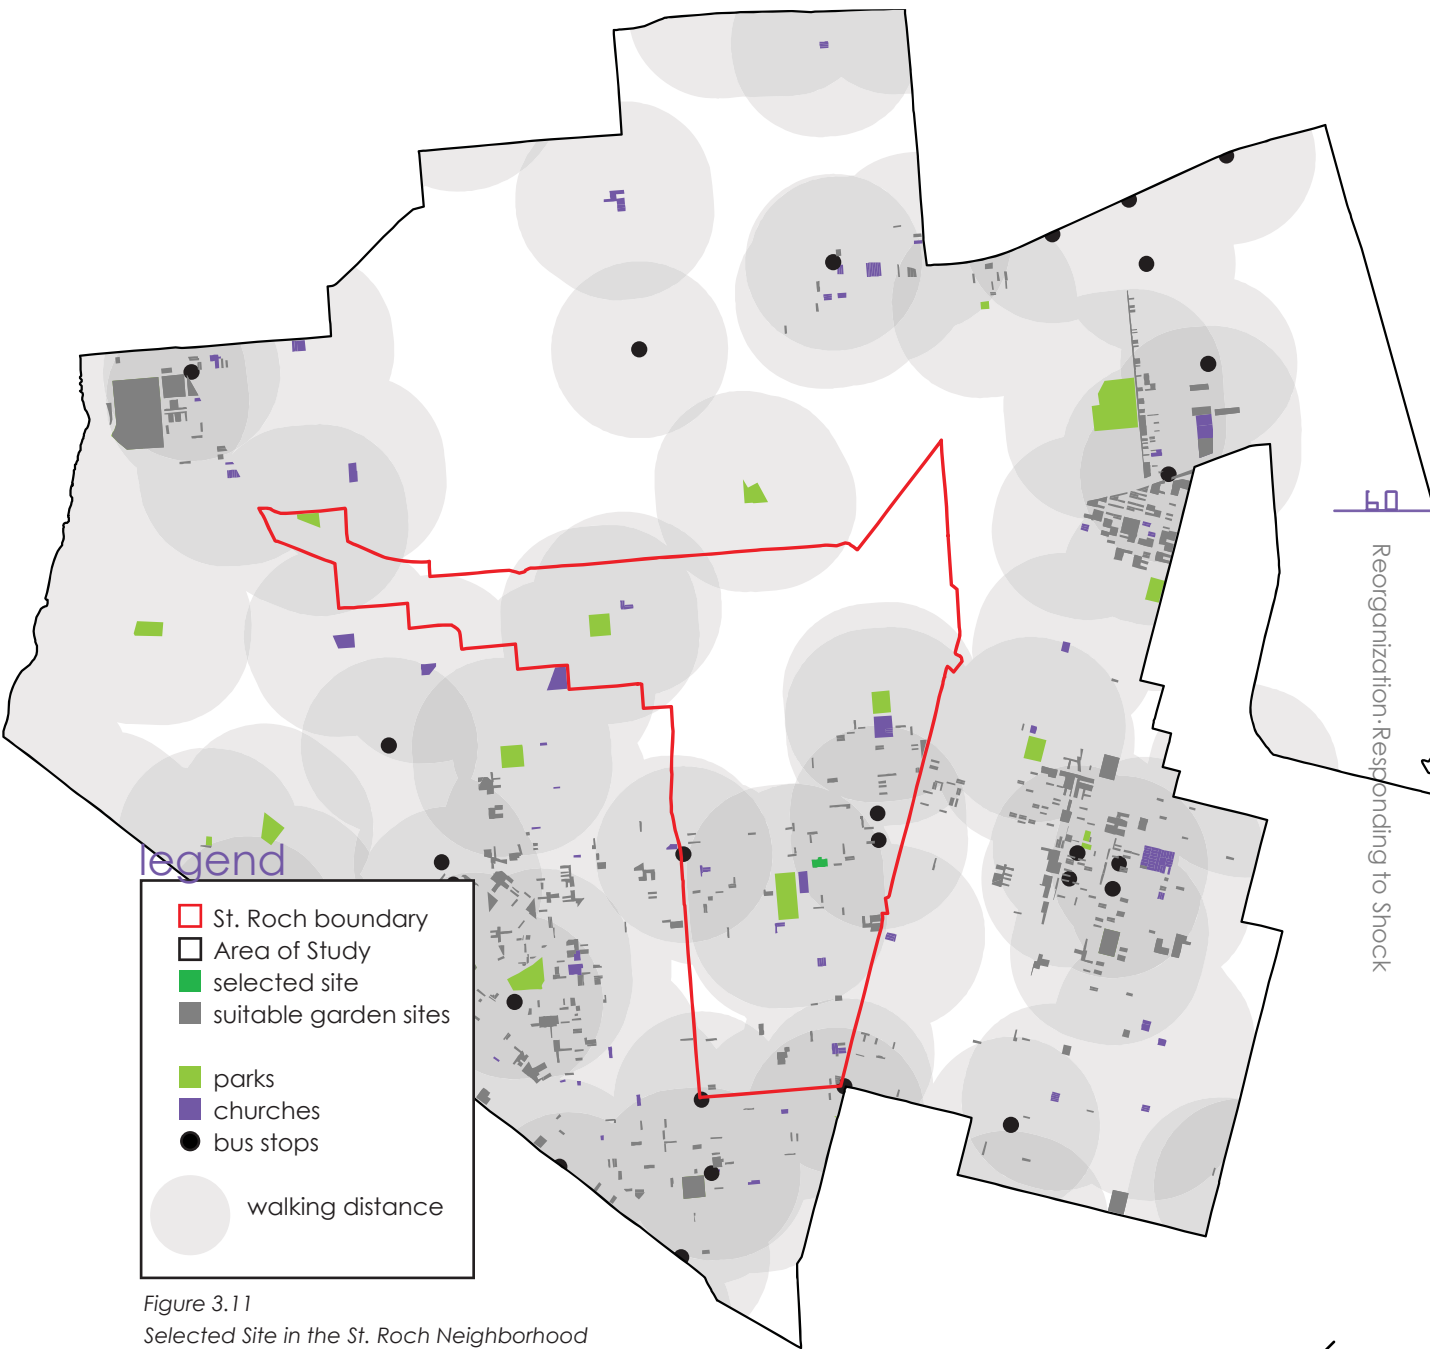 legend
St. Roch boundary
Area of Study
selected site
suitable garden sites
parks
churches
bus stops
walking distance
Figure 3.11
Selected Site in the St. Roch Neighborhood
60
Reorganization·Responding to Shock